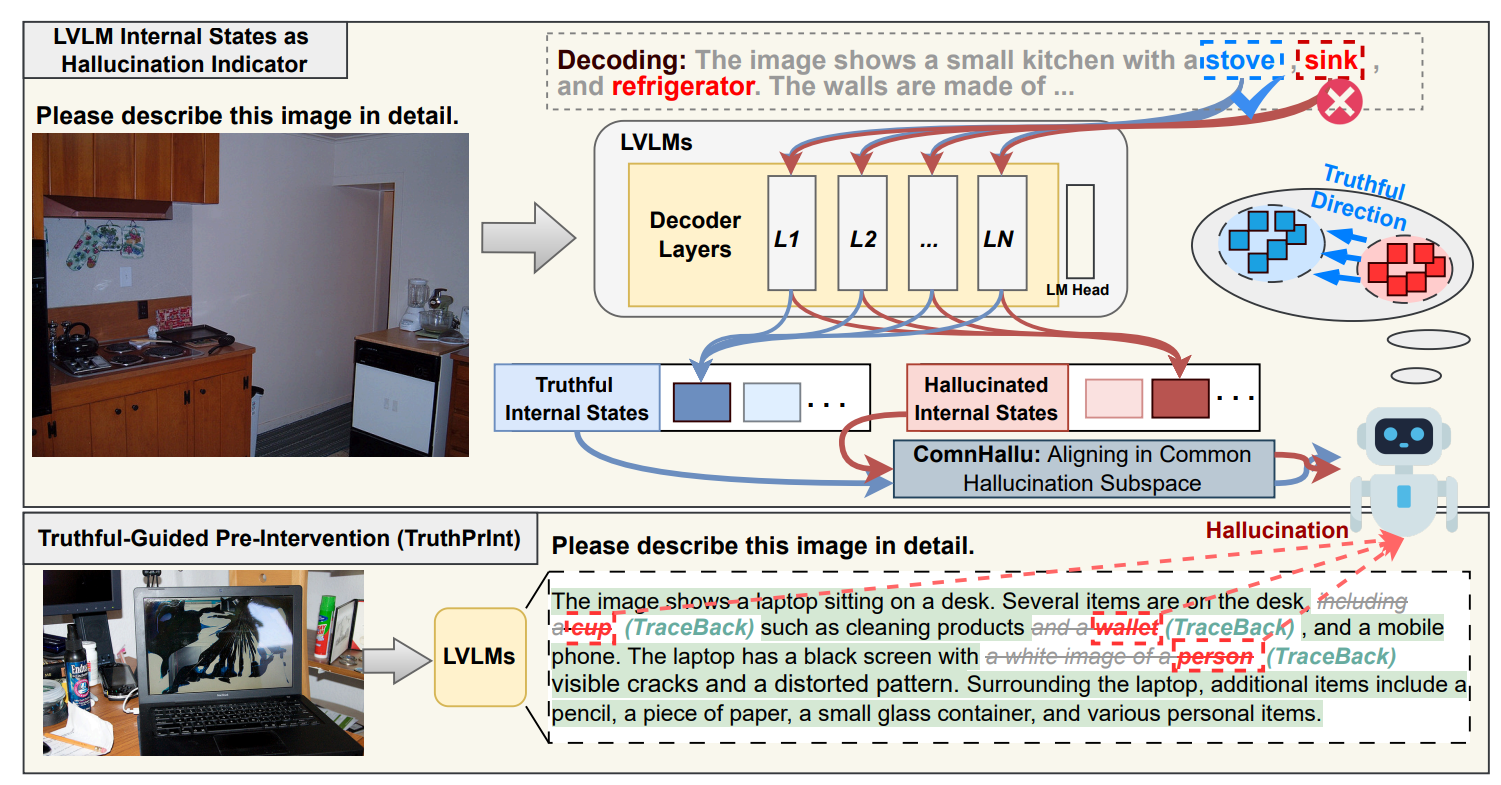 LVLM Internal States as
Hallucination Indicator
Decoding: The image shows a small kitchen with a stove , sink ,
and refrigerator. The walls are made of ...
Please describe this image in detail.
LVLMs
Decoder
Layers
L1
L2
...
LN
LM Head
Truthful
Direction
Truthful
Internal States
. . .
Hallucinated
Internal States
. . .
ComnHallu: Aligning in Common
Hallucination Subspace
Truthful-Guided Pre-Intervention (TruthPrInt)
Hallucination
Please describe this image in detail.
LVLMs
The image shows a laptop sitting on a desk. Several items are on the desk, including
a cup (TraceBack) such as cleaning products and a wallet (TraceBack) , and a mobile
phone. The laptop has a black screen with a white image of a person (TraceBack)
visible cracks and a distorted pattern. Surrounding the laptop, additional items include a
pencil, a piece of paper, a small glass container, and various personal items.
Endust